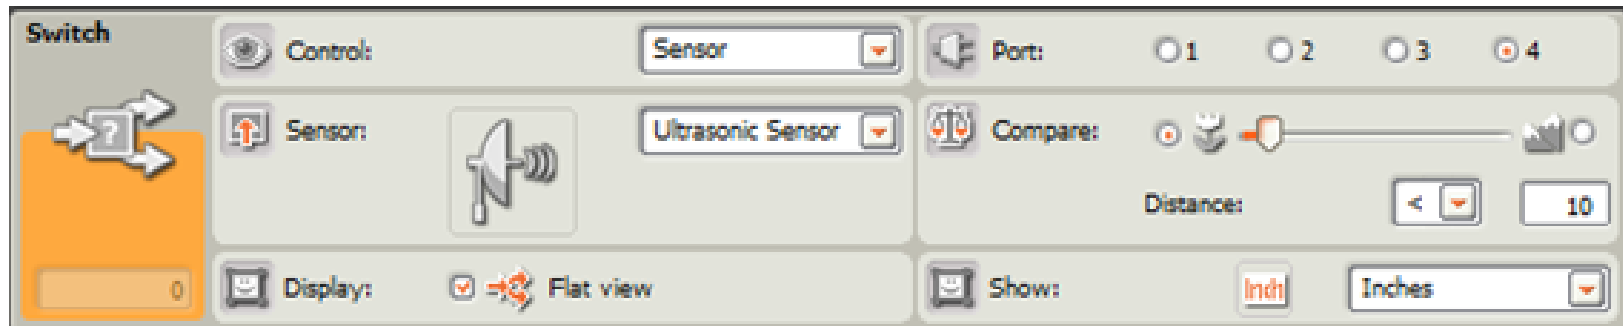 Switch
Control: Sensor
Port: 1 2 3 4
Sensor: Ultrasonic Sensor
Compare:
Distance: < 10
0
Display: Flat view
Show: Inch Inches